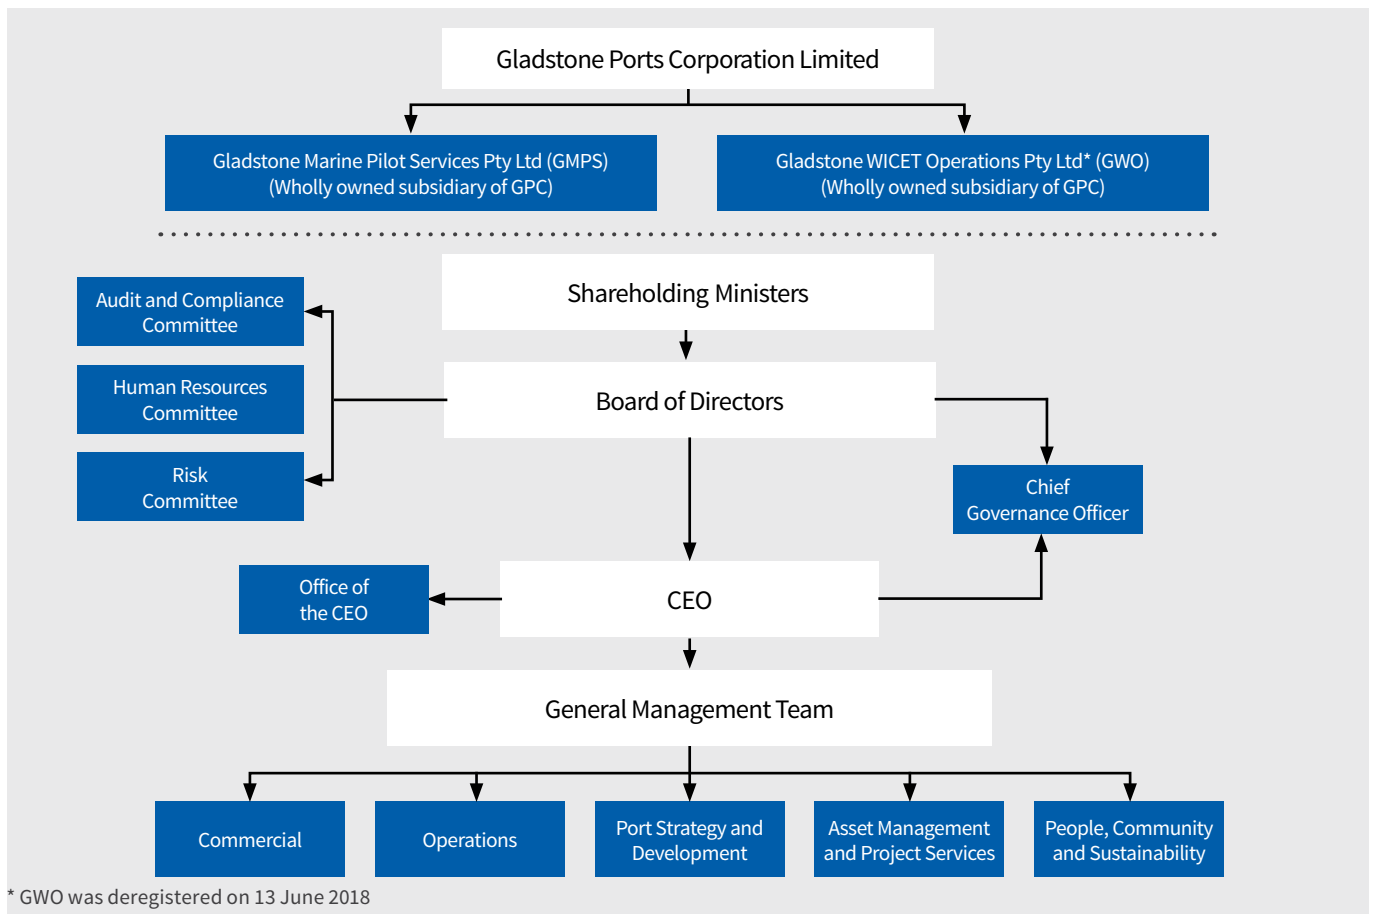 Gladstone Ports Corporation Limited
Gladstone Marine Pilot Services Pty Ltd (GMPS)
(Wholly owned subsidiary of GPC)
Gladstone WICET Operations Pty Ltd* (GWO)
(Wholly owned subsidiary of GPC)
Shareholding Ministers
Audit and Compliance
Committee
Human Resources
Committee
Risk
Committee
Board of Directors
Chief
Governance Officer
Office of
the CEO
CEO
General Management Team
Commercial
Operations
Port Strategy and
Development
Asset Management
and Project Services
People, Community
and Sustainability
* GWO was deregistered on 13 June 2018